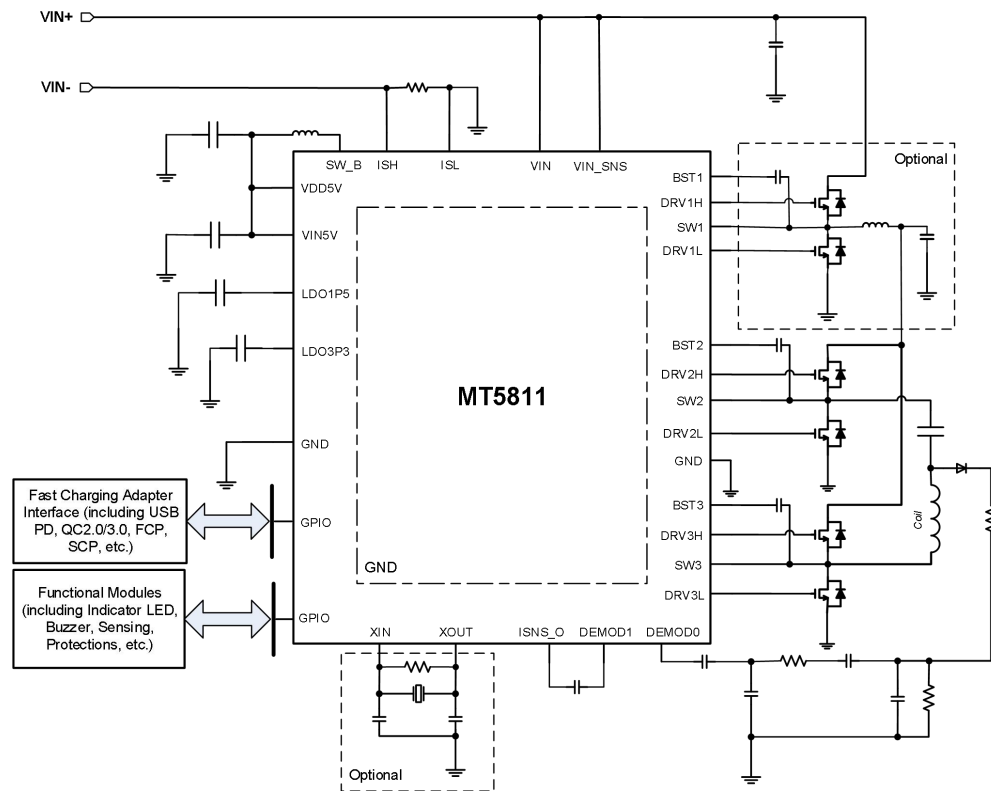 VIN+
VIN-
SW_B
ISH
ISL
VIN
VIN_SNS
VDD5V
VIN5V
LDO1P5
LDO3P3
GND
GPIO
GPIO
BST1
DRV1H
SW1
DRV1L
BST2
DRV2H
SW2
DRV2L
GND
BST3
DRV3H
SW3
DRV3L
MT5811
GND
XIN
XOUT
ISNS_O
DEMOD1
DEMOD0
Optional
Optional
Coil
Fast Charging Adapter
Interface (including USB
PD, QC2.0/3.0, FCP,
SCP, etc.)
Functional Modules
(including Indicator LED,
Buzzer, Sensing,
Protections, etc.)